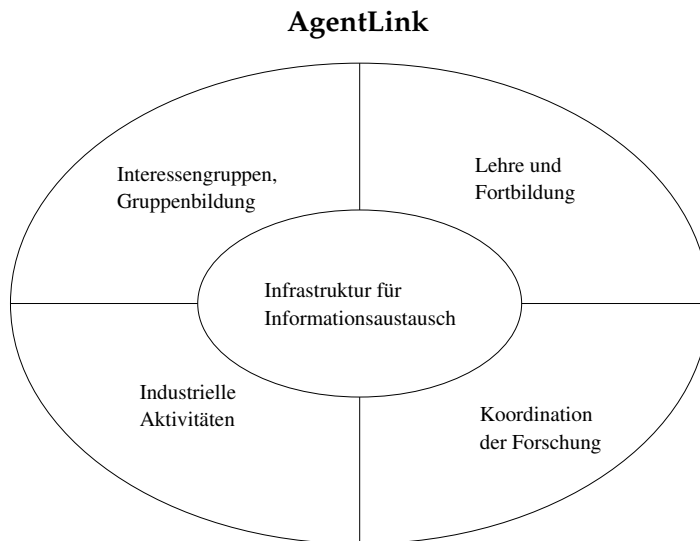 AgentLink
Interessengruppen,
Gruppenbildung
Lehre und
Fortbildung
Infrastruktur für
Informationsaustausch
Industrielle
Aktivitäten
Koordination
der Forschung